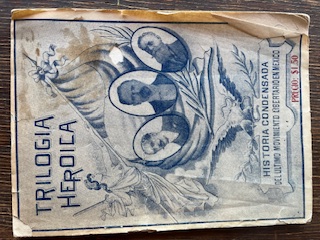 TRILOGIA
HEROICA
HISTORIA CONDENSADA
DEL ULTIMO MOVIMIENTO LIBERTARIO EN MEXICO
PRECIO: $1.50